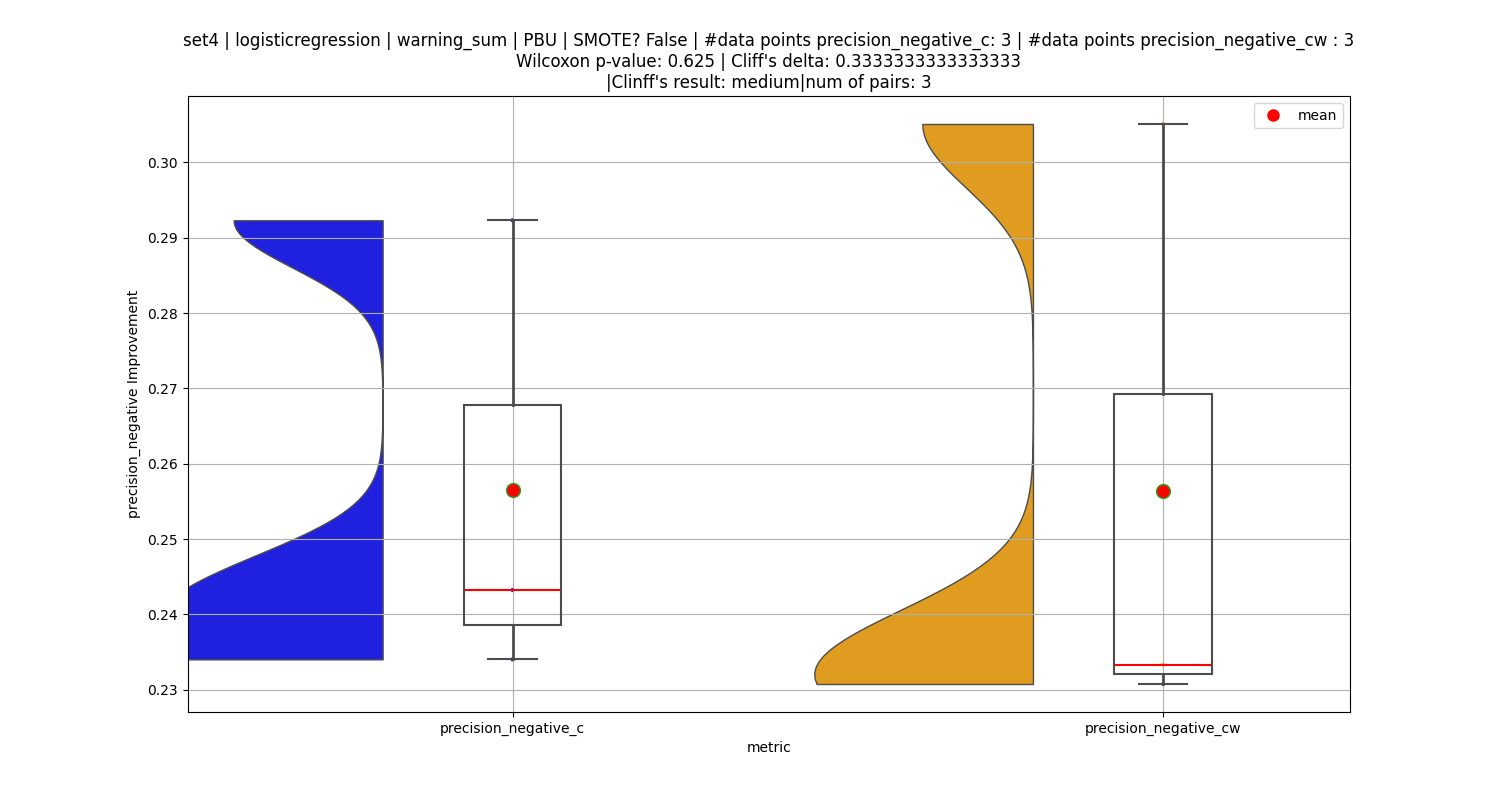 set4 | logisticregression | warning_sum | PBU | SMOTE? False | #data points precision_negative_c: 3 | #data points precision_negative_cw : 3
Wilcoxon p-value: 0.625 | Cliff's delta: 0.3333333333333333
|Clinff's result: medium|num of pairs: 3
mean
0.30
0.29
0.28
0.27
0.26
0.25
0.24
0.23
precision_negative Improvement
precision_negative_c
precision_negative_cw
metric